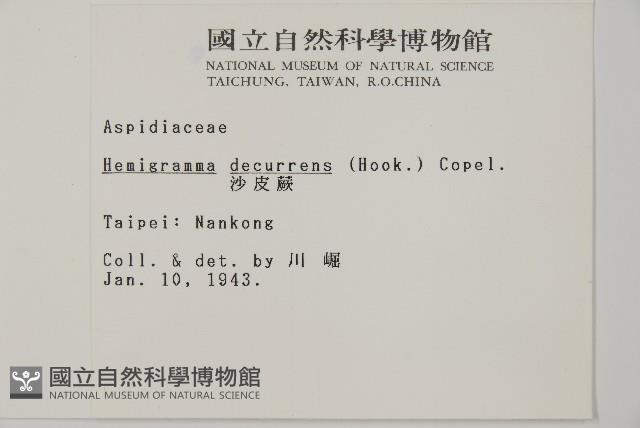 國立自然科學博物館
NATIONAL MUSEUM OF NATURAL SCIENCE
TAICHUNG, TAIWAN, R.O.CHINA
Aspidiaceae
Hemigramma decurrens (Hook.) Copel.
沙皮蕨
Taipei: Nankong
Coll. & det. by 川 崛
Jan. 10, 1943.
國立自然科學博物館
NATIONAL MUSEUM OF NATURAL SCIENCE